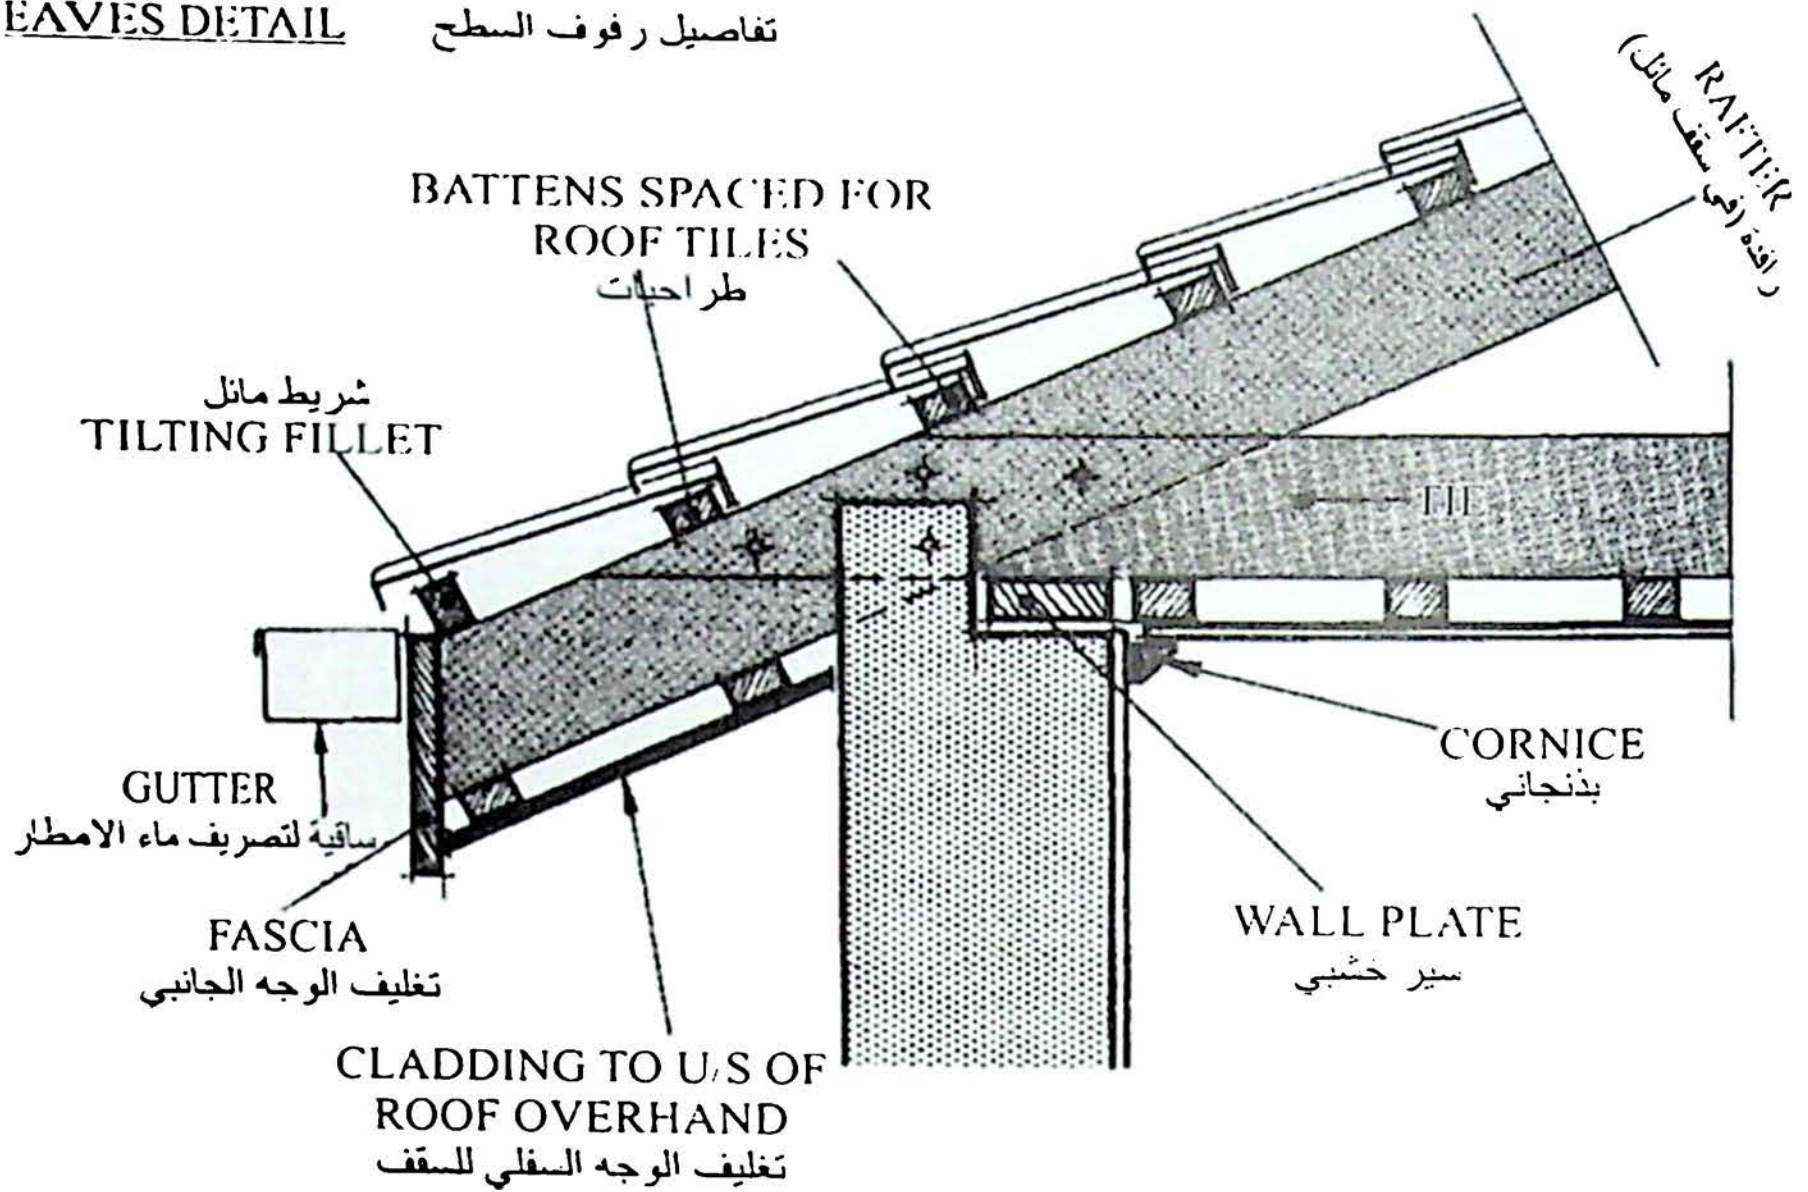 EAVES DETAIL
تفاصيل رفوف السطح
RAFTER
رافدة (في سقف مائل)
BATTENS SPACED FOR
ROOF TILES
طراحيات
شريط مائل
TILTING FILLET
TIE
CORNICE
بذنجاني
GUTTER
ساقية لتصريف ماء الامطار
WALL PLATE
سير خشبي
FASCIA
تغليف الوجه الجانبي
CLADDING TO U/S OF
ROOF OVERHAND
تغليف الوجه السفلي للسقف